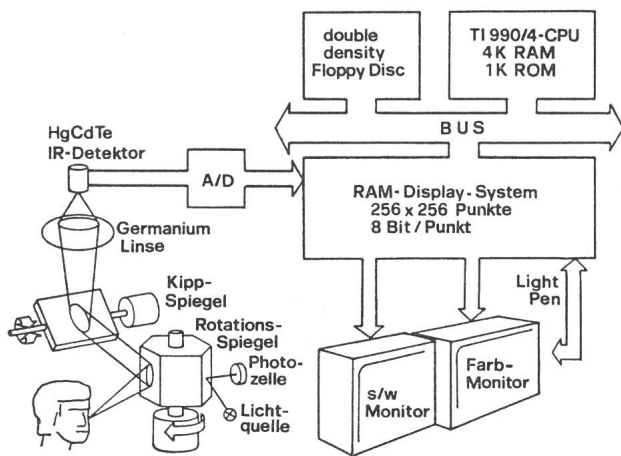 double
density
Floppy Disc
TI 990/4-CPU
4K RAM
1K ROM
BUS
HgCdTe
IR-Detektor
A/D
RAM-Display-System
256 x 256 Punkte
8 Bit / Punkt
Germanium
Linse
Kipp-
Spiegel
Light
Pen
Rotations-
Spiegel
Photo-
zelle
Licht-
quelle
s/w
Monitor
Farb-
Monitor